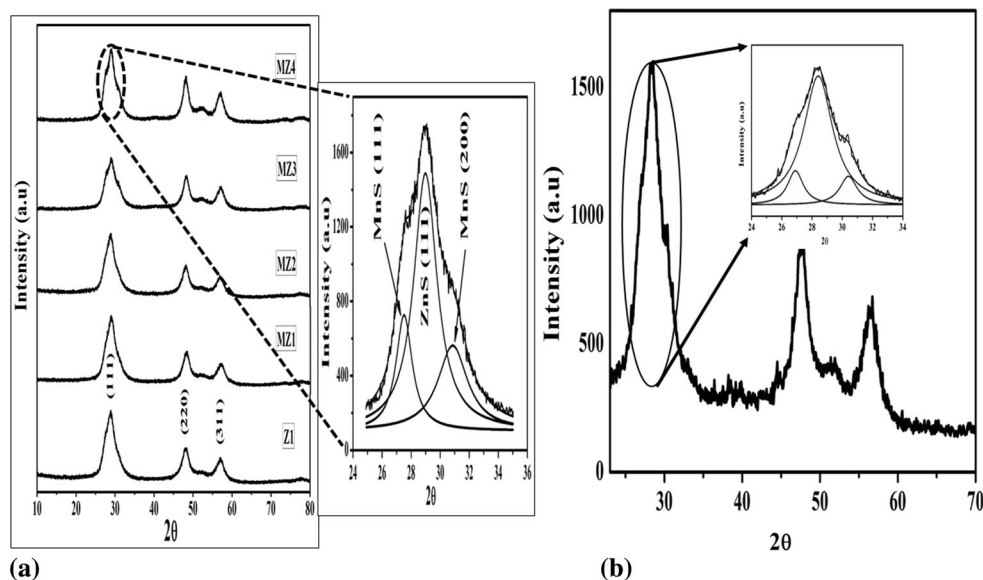 MZ4
MZ3
MZ2
MZ1
Z1
(111)
(220)
(311)
Intensity (a.u)
10 20 30 40 50 60 70 80
2θ
(a)
MnS (111)
ZnS (111)
MnS (200)
Intensity (a.u)
1600
1200
800
400
0
24 26 28 30 32 34 36
2θ
Intensity (a.u)
1500
1000
500
0
30 40 50 60 70
2θ
(b)
Intensity (a.u)
24 26 28 30 32 34
2θ